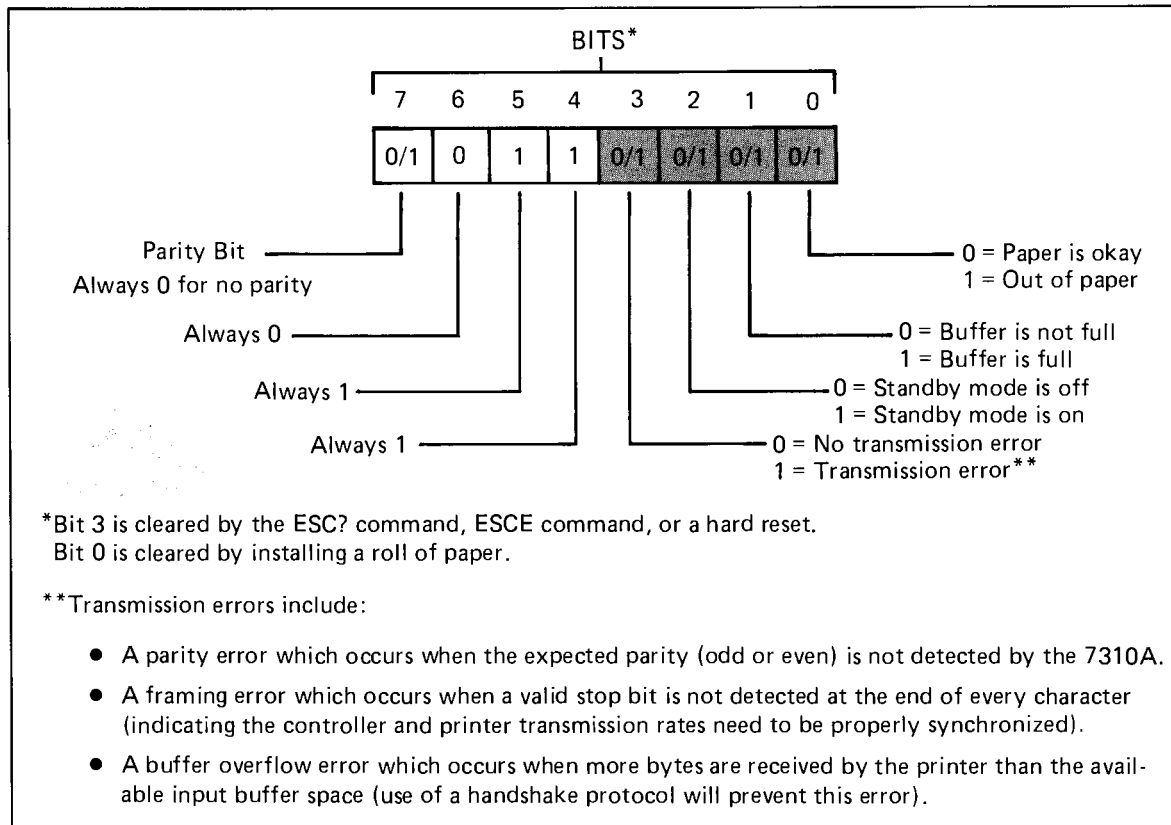 BITS*
7 6 5 4 3 2 1 0
0/1 0 1 1 0/1 0/1 0/1 0/1
Parity Bit
Always 0 for no parity
Always 0
Always 1
Always 1
0 = Paper is okay
1 = Out of paper
0 = Buffer is not full
1 = Buffer is full
0 = Standby mode is off
1 = Standby mode is on
0 = No transmission error
1 = Transmission error**
*Bit 3 is cleared by the ESC? command, ESCE command, or a hard reset.
Bit 0 is cleared by installing a roll of paper.
**Transmission errors include:
● A parity error which occurs when the expected parity (odd or even) is not detected by the 7310A.
● A framing error which occurs when a valid stop bit is not detected at the end of every character
(indicating the controller and printer transmission rates need to be properly synchronized).
● A buffer overflow error which occurs when more bytes are received by the printer than the avail-
able input buffer space (use of a handshake protocol will prevent this error).